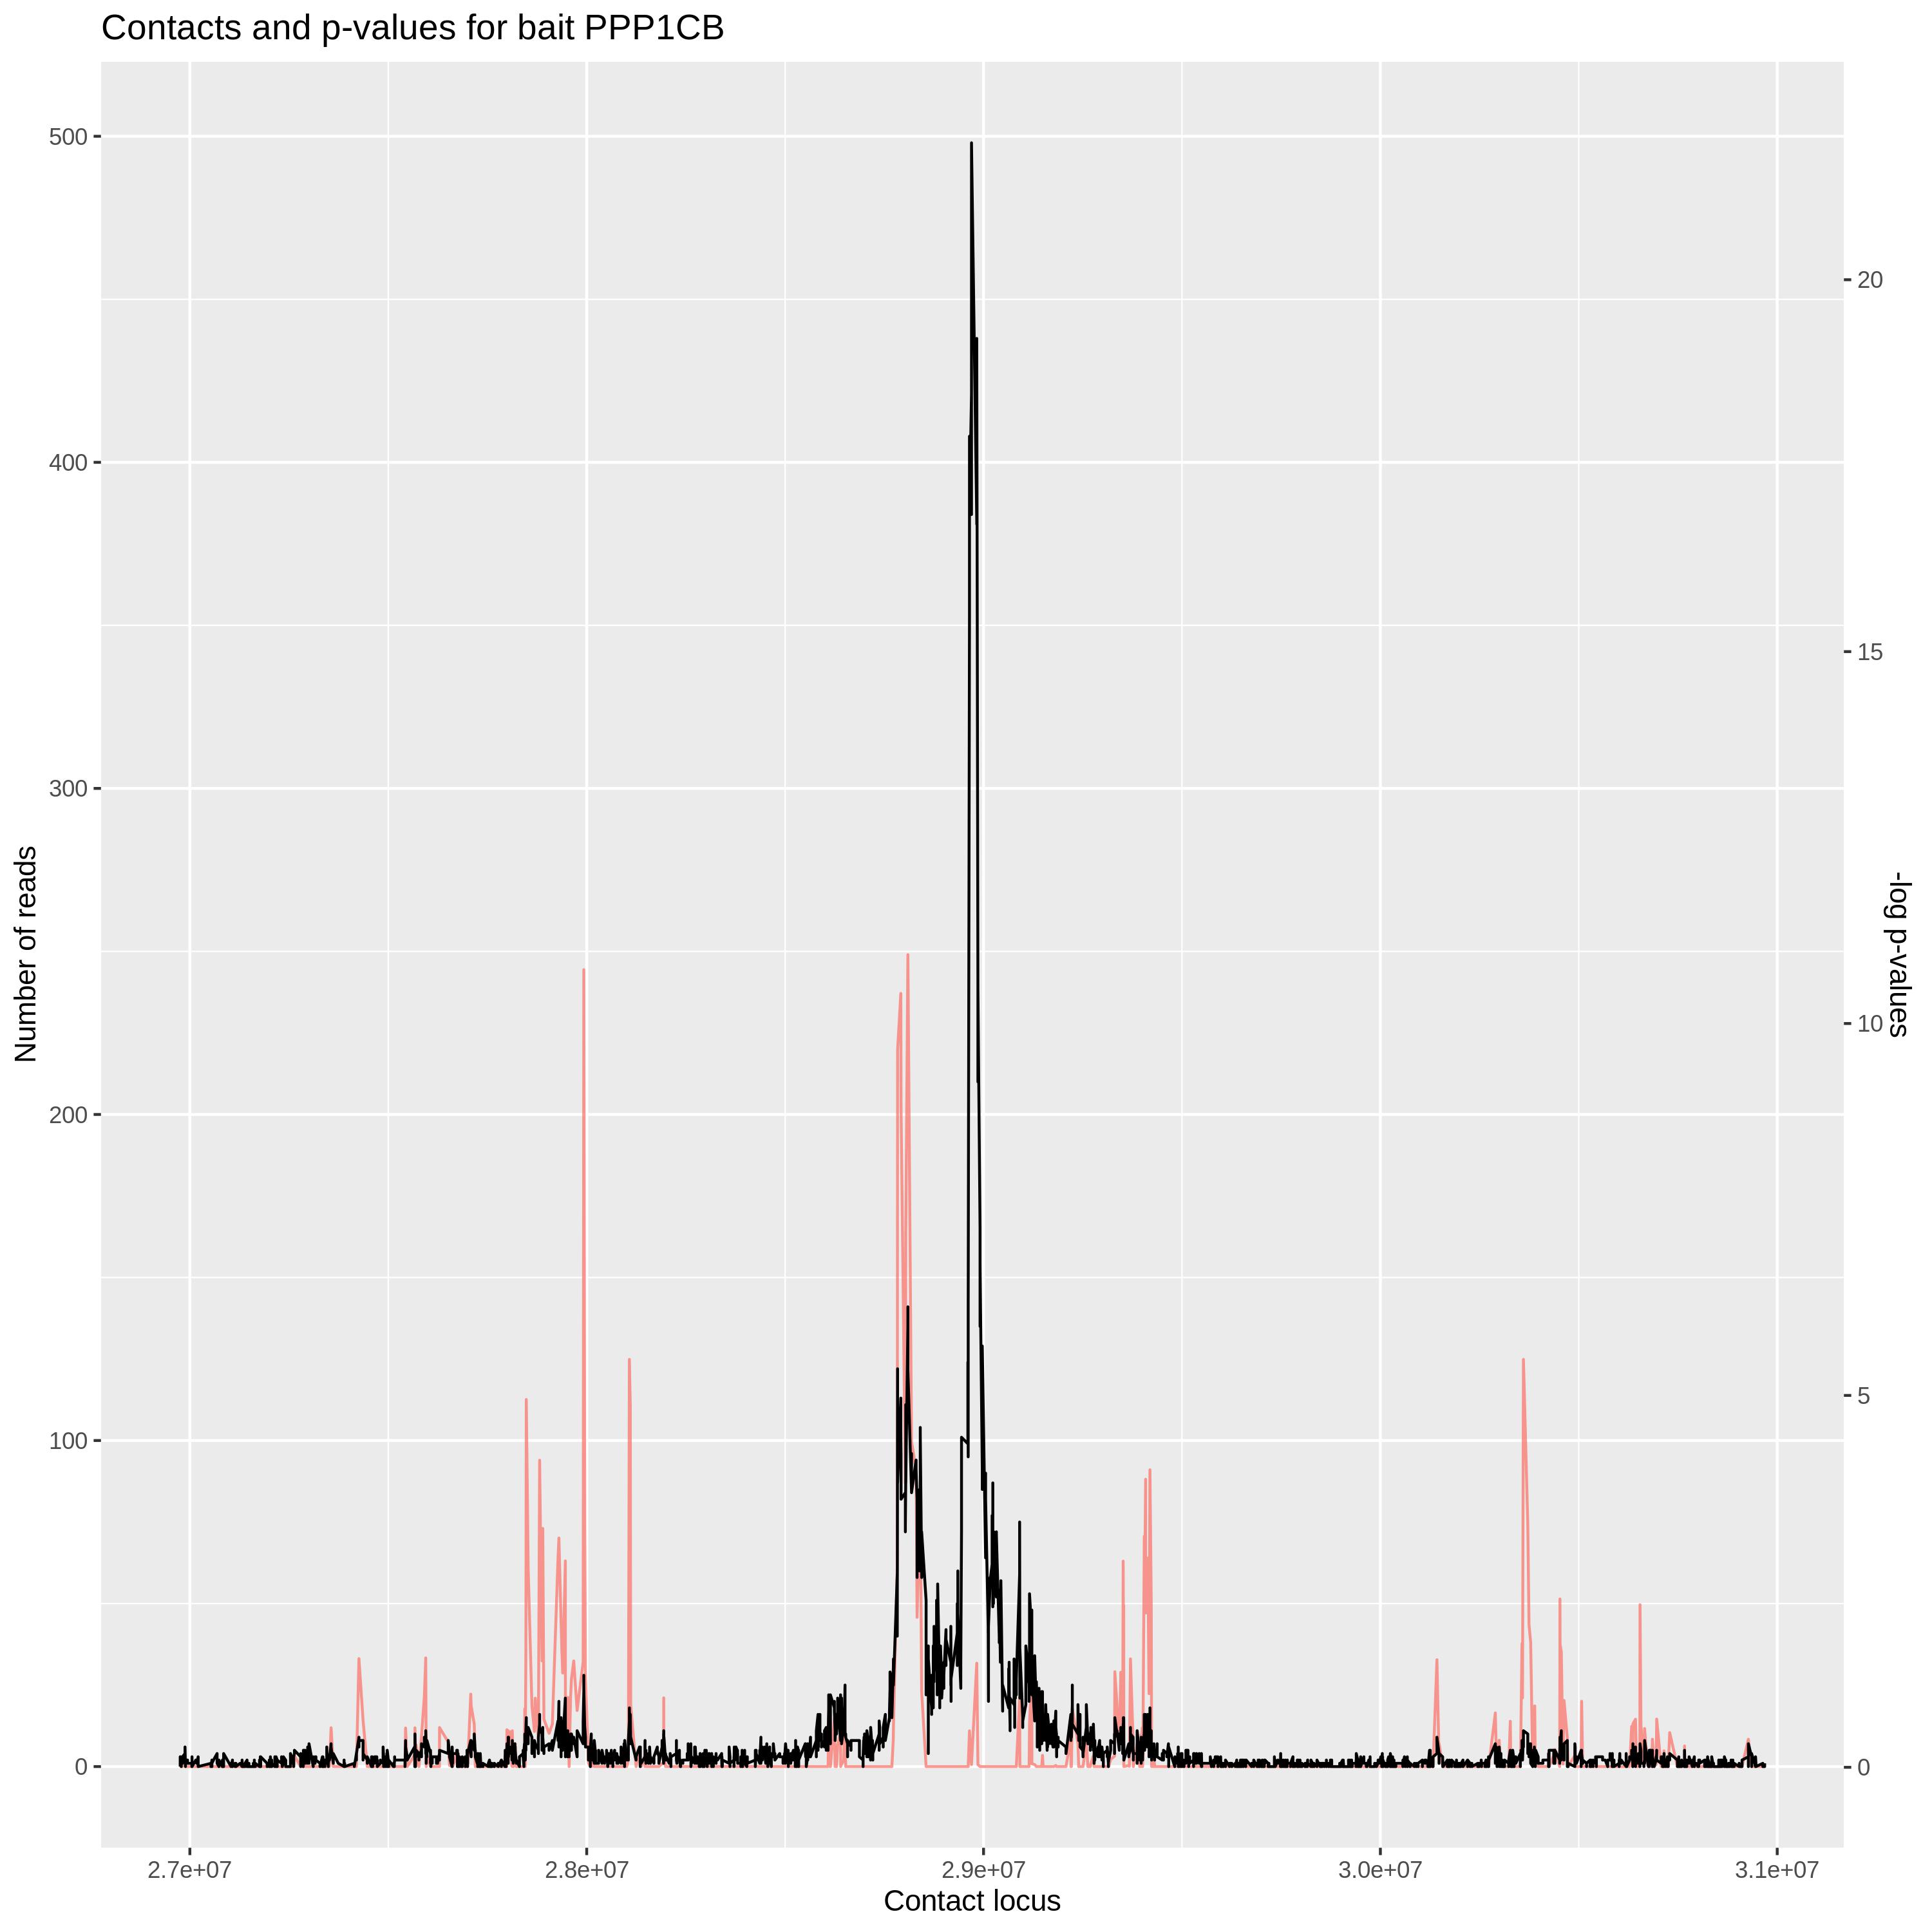 Contacts and p-values for bait PPP1CB
500
400
300
200
100
0
Number of reads
20
15
10
5
0
-log p-values
2.7e+07 2.8e+07 2.9e+07 3.0e+07 3.1e+07
Contact locus